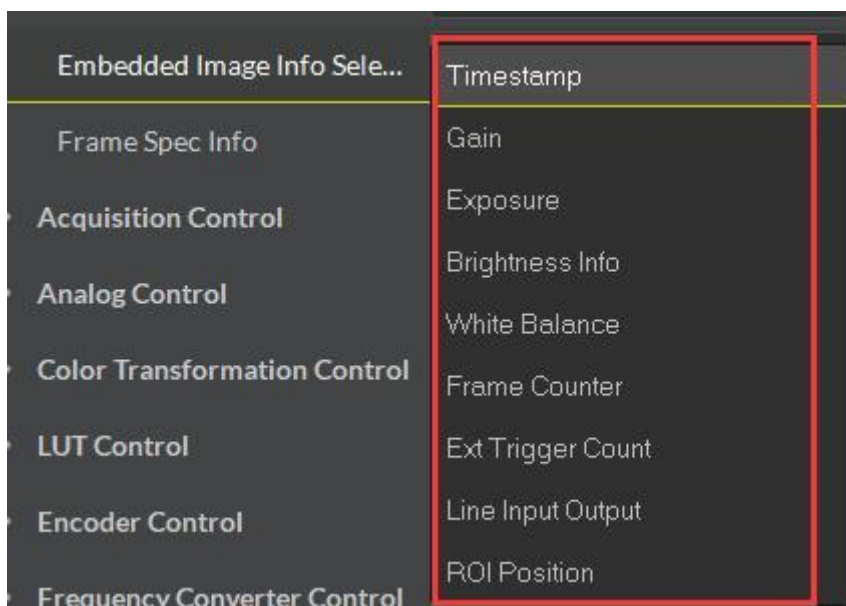 Embedded Image Info Sele...
Frame Spec Info
Acquisition Control
Analog Control
Color Transformation Control
LUT Control
Encoder Control
Frequency Converter Control
Timestamp
Gain
Exposure
Brightness Info
White Balance
Frame Counter
Ext Trigger Count
Line Input Output
ROI Position